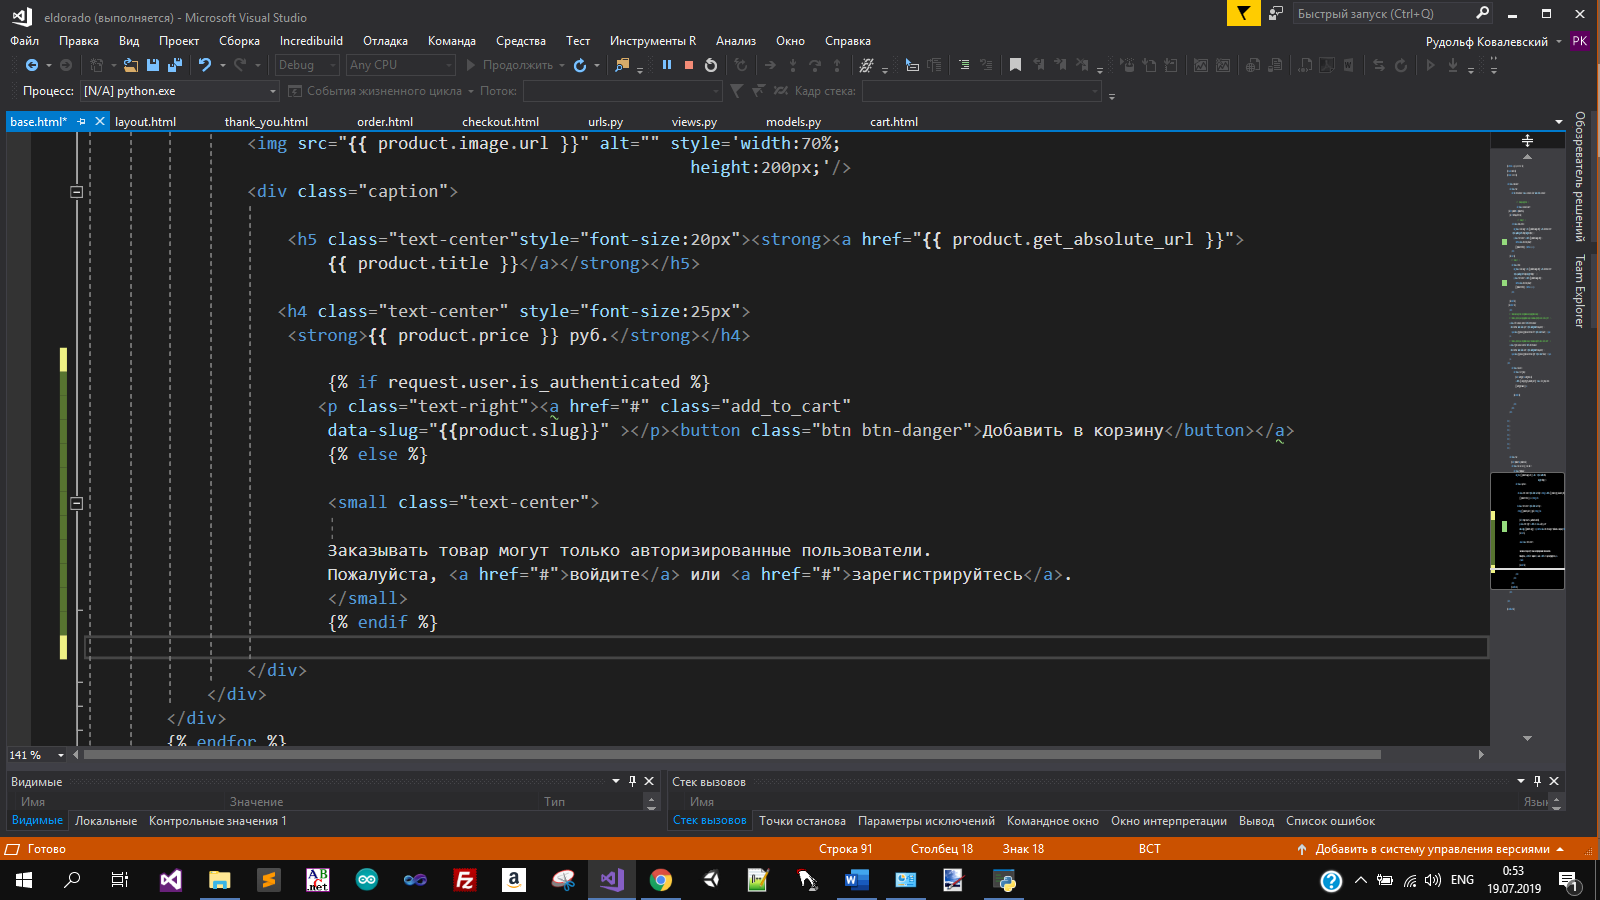 eldorado (выполняется) - Microsoft Visual Studio
Быстрый запуск (Ctrl+Q)
Файл Правка Вид Проект Сборка Incredibuild Отладка Команда Средства Тест Инструменты R Анализ Окно Справка
Рудольф Ковалевский РК
Debug Any CPU Продолжить
Процесс: [N/A] python.exe События жизненного цикла Поток: Кадр стека:
base.html* layout.html thank_you.html order.html checkout.html urls.py views.py models.py cart.html
<img src="{{ product.image.url }}" alt="" style='width:70%;
height:200px;'/>
<div class="caption">
<h5 class="text-center"style="font-size:20px"><strong><a href="{{ product.get_absolute_url }}">
{{ product.title }}</a></strong></h5>
<h4 class="text-center" style="font-size:25px">
<strong>{{ product.price }} руб.</strong></h4>
{% if request.user.is_authenticated %}
<p class="text-right"><a href="#" class="add_to_cart"
data-slug="{{product.slug}}" ></p><button class="btn btn-danger">Добавить в корзину</button></a>
{% else %}
<small class="text-center">
Заказывать товар могут только авторизированные пользователи.
Пожалуйста, <a href="#">войдите</a> или <a href="#">зарегистрируйтесь</a>.
</small>
{% endif %}
</div>
</div>
</div>
{% endfor %}
Обозреватель решений
Team Explorer
141 %
Видимые
Имя Значение Тип
Видимые Локальные Контрольные значения 1
Стек вызовов
Имя Язык
Стек вызовов Точки останова Параметры исключений Командное окно Окно интерпретации Вывод Список ошибок
Готово Строка 91 Столбец 18 Знак 18 ВСТ Добавить в систему управления версиями
ENG
0:53
19.07.2019
1